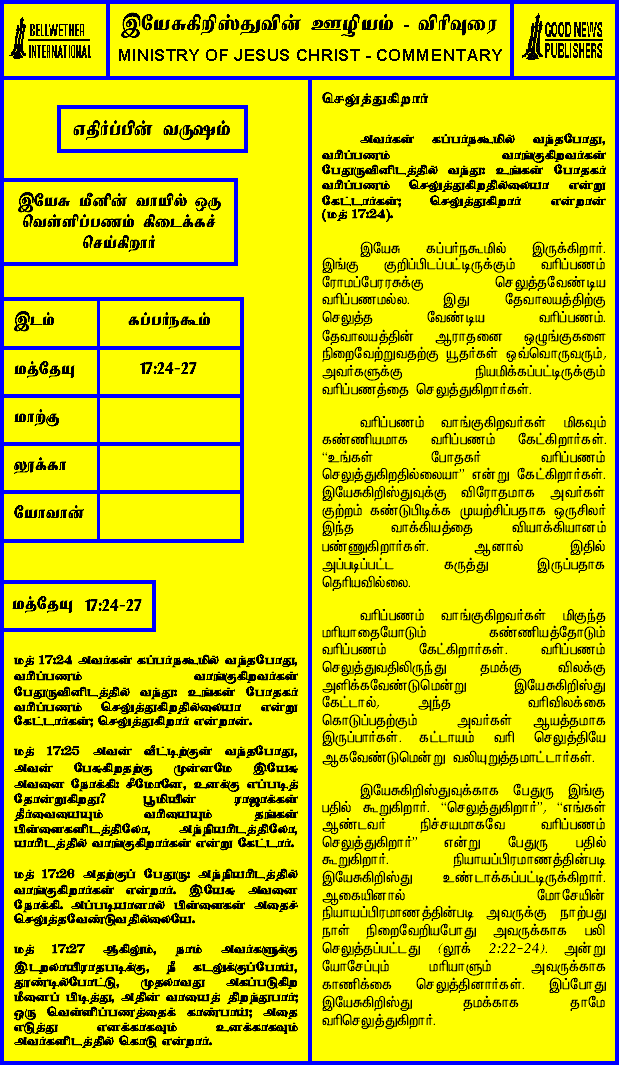 BELLWETHER
INTERNATIONAL
இயேசுகிறிஸ்துவின் ஊழியம் - விரிவுரை
MINISTRY OF JESUS CHRIST - COMMENTARY
GOOD NEWS
PUBLISHERS
எதிர்ப்பின் வருஷம்
இயேசு மீனின் வாயில் ஒரு
வெள்ளிப்பணம் கிடைக்கச்
செய்கிறார்
இடம் கப்பர்நகூம்
மத்தேயு 17:24-27
மாற்கு
லூக்கா
யோவான்
மத்தேயு 17:24-27
மத் 17:24 அவர்கள் கப்பர்நகூமில் வந்தபோது,
வரிப்பணம் வாங்குகிறவர்கள்
பேதுருவினிடத்தில் வந்து: உங்கள் போதகர்
வரிப்பணம் செலுத்துகிறதில்லையா என்று
கேட்டார்கள்; செலுத்துகிறார் என்றான்.
மத் 17:25 அவன் வீட்டிற்குள் வந்தபோது,
அவன் பேசுகிறதற்கு முன்னமே இயேசு
அவனை நோக்கி: சீமோனே, உனக்கு எப்படித்
தோன்றுகிறது? பூமியின் ராஜாக்கள்
தீர்வையையும் வரியையும் தங்கள்
பிள்ளைகளிடத்திலோ, அந்நியரிடத்திலோ,
யாரிடத்தில் வாங்குகிறார்கள் என்று கேட்டார்.
மத் 17:26 அதற்குப் பேதுரு: அந்நியரிடத்தில்
வாங்குகிறார்கள் என்றார். இயேசு அவனை
நோக்கி. அப்படியானால் பிள்ளைகள் அதைச்
செலுத்தவேண்டுவதில்லையே.
மத் 17:27 ஆகிலும், நாம் அவர்களுக்கு
இடறலாயிராதபடிக்கு, நீ கடலுக்குப்போய்,
தூண்டில்போட்டு, முதலாவது அகப்படுகிற
மீனைப் பிடித்து, அதின் வாயைத் திறந்துபார்;
ஒரு வெள்ளிப்பணத்தைக் காண்பாய்; அதை
எடுத்து எனக்காகவும் உனக்காகவும்
அவர்களிடத்தில் கொடு என்றார்.
செலுத்துகிறார்
அவர்கள் கப்பர்நகூமில் வந்தபோது,
வரிப்பணம் வாங்குகிறவர்கள்
பேதுருவினிடத்தில் வந்து: உங்கள் போதகர்
வரிப்பணம் செலுத்துகிறதில்லையா என்று
கேட்டார்கள்; செலுத்துகிறார் என்றான்
(மத் 17:24).
இயேசு கப்பர்நகூமில் இருக்கிறார்.
இங்கு குறிப்பிடப்பட்டிருக்கும் வரிப்பணம்
ரோமப்பேரரசுக்கு செலுத்தவேண்டிய
வரிப்பணமல்ல. இது தேவாலயத்திற்கு
செலுத்த வேண்டிய வரிப்பணம்.
தேவாலயத்தின் ஆராதனை ஒழுங்குகளை
நிறைவேற்றுவதற்கு யூதர்கள் ஒவ்வொருவரும்,
அவர்களுக்கு நியமிக்கப்பட்டிருக்கும்
வரிப்பணத்தை செலுத்துகிறார்கள்.
வரிப்பணம் வாங்குகிறவர்கள் மிகவும்
கண்ணியமாக வரிப்பணம் கேட்கிறார்கள்.
“உங்கள் போதகர் வரிப்பணம்
செலுத்துகிறதில்லையா” என்று கேட்கிறார்கள்.
இயேசுகிறிஸ்துவுக்கு விரோதமாக அவர்கள்
குற்றம் கண்டுபிடிக்க முயற்சிப்பதாக ஒருசிலர்
இந்த வாக்கியத்தை வியாக்கியானம்
பண்ணுகிறார்கள். ஆனால் இதில்
அப்படிப்பட்ட கருத்து இருப்பதாக
தெரியவில்லை.
வரிப்பணம் வாங்குகிறவர்கள் மிகுந்த
மரியாதையோடும் கண்ணியத்தோடும்
வரிப்பணம் கேட்கிறார்கள். வரிப்பணம்
செலுத்துவதிலிருந்து தமக்கு விலக்கு
அளிக்கவேண்டுமென்று இயேசுகிறிஸ்து
கேட்டால், அந்த வரிவிலக்கை
கொடுப்பதற்கும் அவர்கள் ஆயத்தமாக
இருப்பார்கள். கட்டாயம் வரி செலுத்தியே
ஆகவேண்டுமென்று வலியுறுத்தமாட்டார்கள்.
இயேசுகிறிஸ்துவுக்காக பேதுரு இங்கு
பதில் கூறுகிறார். “செலுத்துகிறார்”, “எங்கள்
ஆண்டவர் நிச்சயமாகவே வரிப்பணம்
செலுத்துகிறார்” என்று பேதுரு பதில்
கூறுகிறார். நியாயப்பிரமாணத்தின்படி
இயேசுகிறிஸ்து உண்டாக்கப்பட்டிருக்கிறார்.
ஆகையினால் மோசேயின்
நியாயப்பிரமாணத்தின்படி அவருக்கு நாற்பது
நாள் நிறைவேறியபோது அவருக்காக பலி
செலுத்தப்பட்டது (லூக் 2:22-24). அன்று
யோசேப்பும் மரியாளும் அவருக்காக
காணிக்கை செலுத்தினார்கள். இப்போது
இயேசுகிறிஸ்து தமக்காக தாமே
வரிசெலுத்துகிறார்.